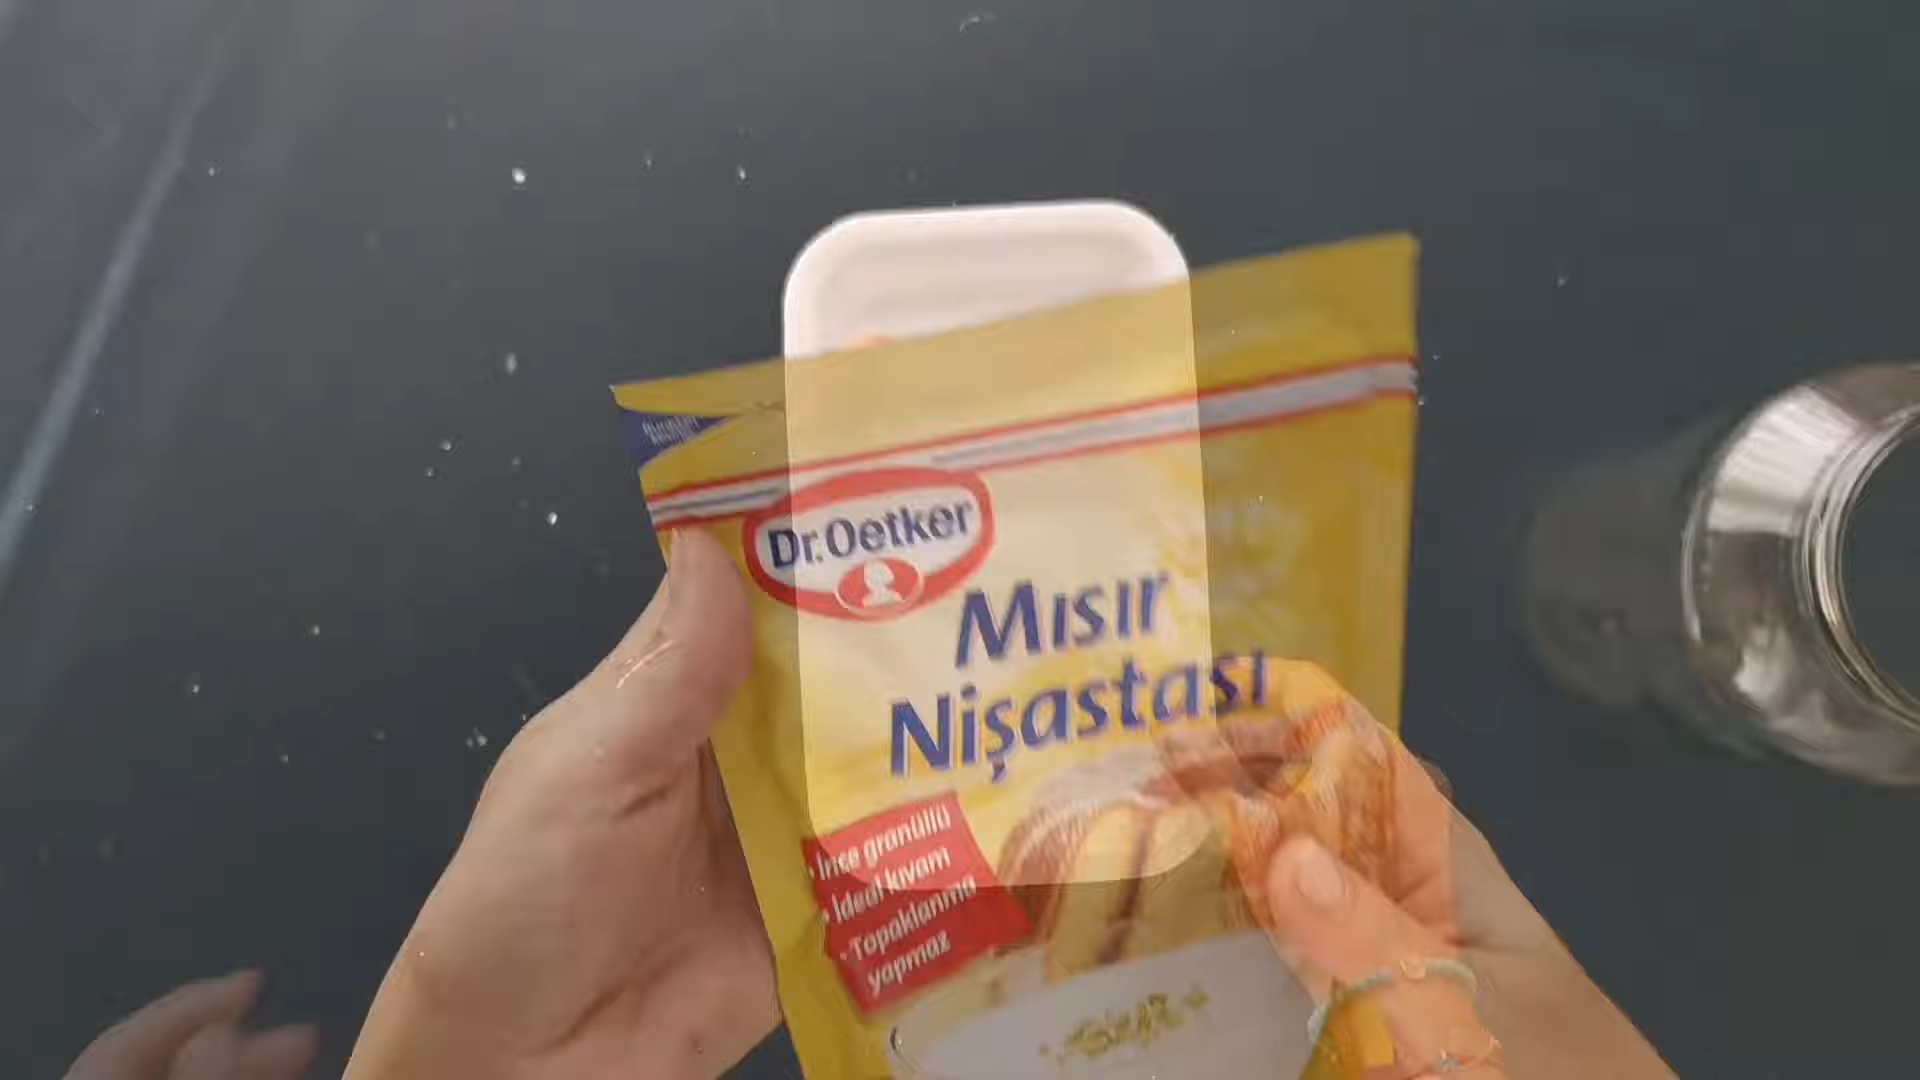 Dr.Oetker
Mısır
Nişastası
• İnce granüllü
• İdeal kıvam
• Topaklanma
yapmaz